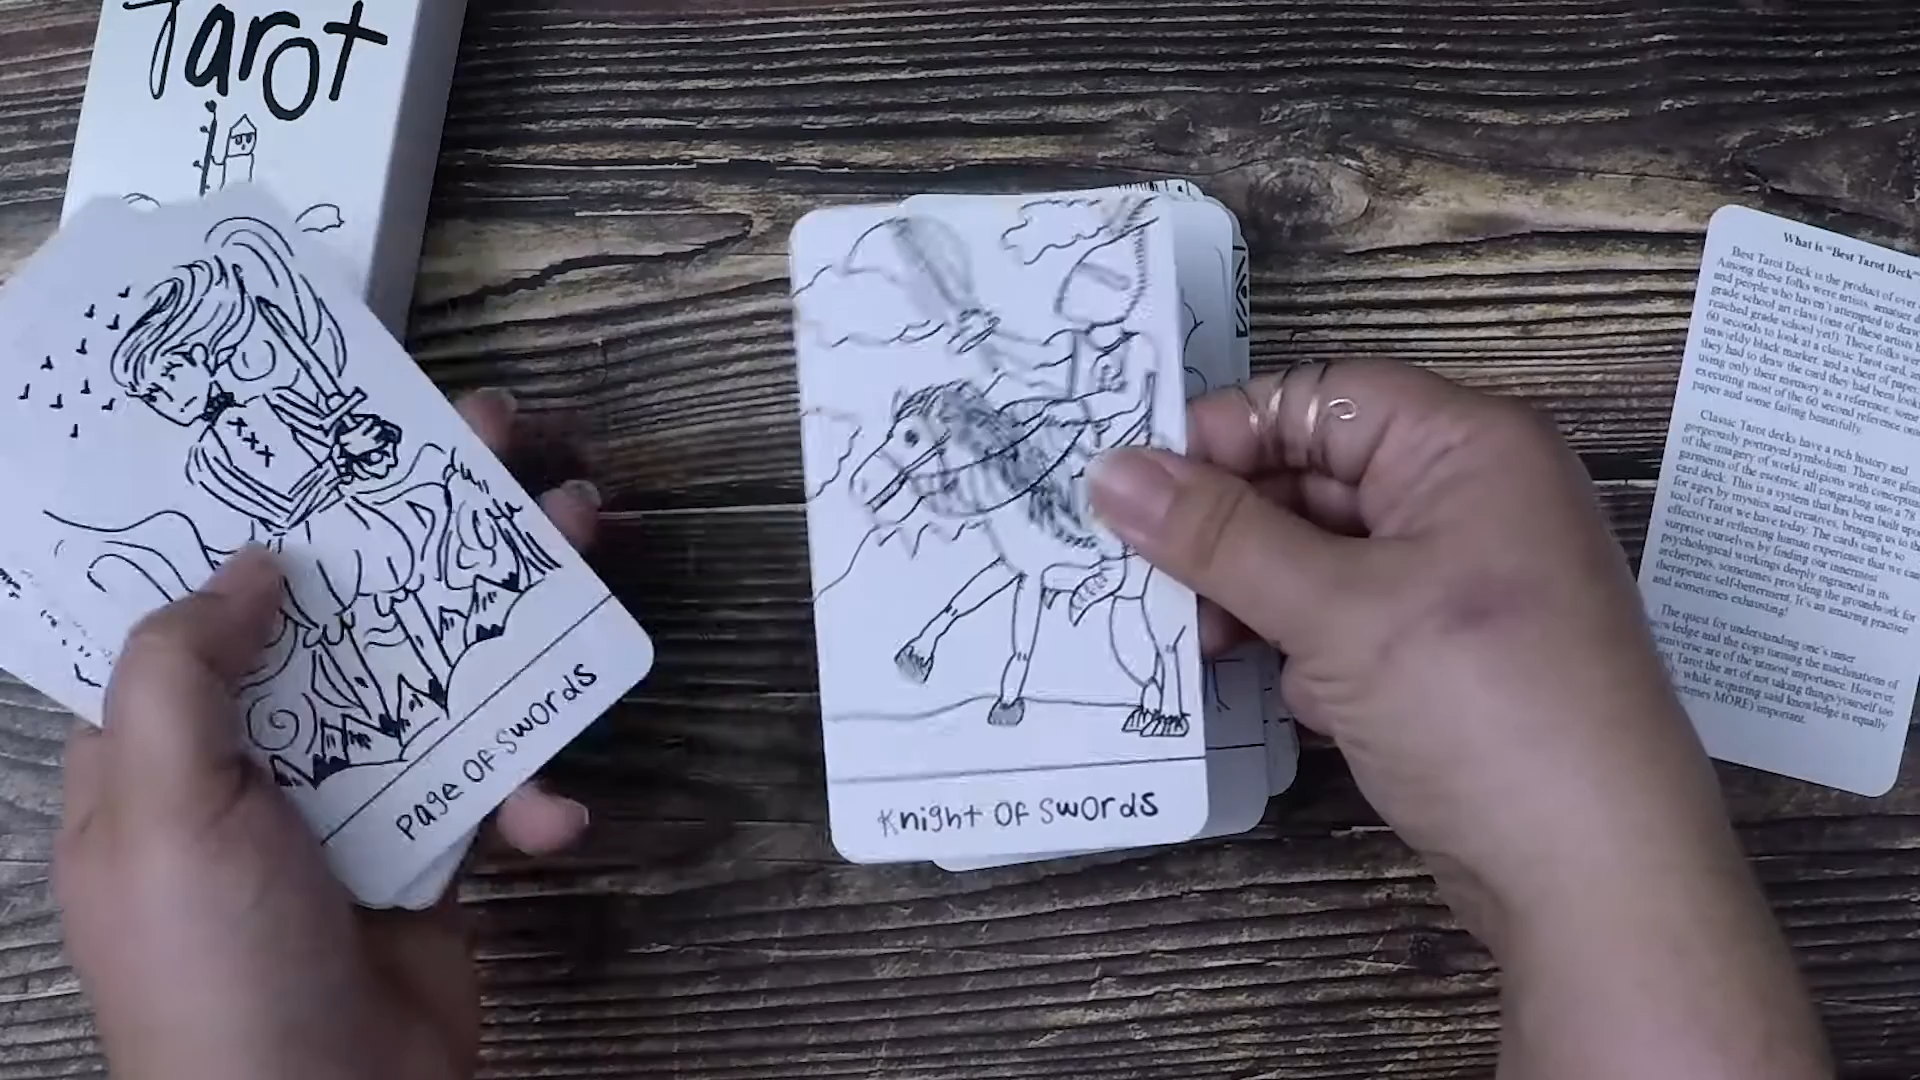 Tarot
Page OF Swords
Knight OF Swords
What is "Best Tarot Deck"
Best Tarot Deck is the product of over
Among these folks were artists, amateur
and people who haven't attempted to draw
grade school art class (one of these artists
reached grade school yet!). These folks were
60 seconds to look at a classic Tarot card, an
unwieldy black marker, and a sheet of paper.
they had to draw the card they had been
using only their memory as a reference, some
executing most of the 60 second reference
paper and some failing beautifully.
Classic Tarot decks have a rich history and
gorgeously portrayed symbolism. There are
of the imagery of world religions with
garments of the esoteric, all congealing into a 78
card deck. This is a system that has been built upon
for ages by mystics and creatives, bringing us to the
tool of Tarot we have today. The cards can be so
effective at reflecting human experience that we can
surprise ourselves by finding our innermost
psychological workings deeply ingrained in its
archetypes, sometimes providing the groundwork for
therapeutic self-betterment. It's an amazing practice
and sometimes exhausting!
The quest for understanding one's inner
knowledge and the cogs turning the machinations of
universe are of the utmost importance. However,
Tarot the art of not taking things/yourself too
while acquiring said knowledge is equally
MORE) important.